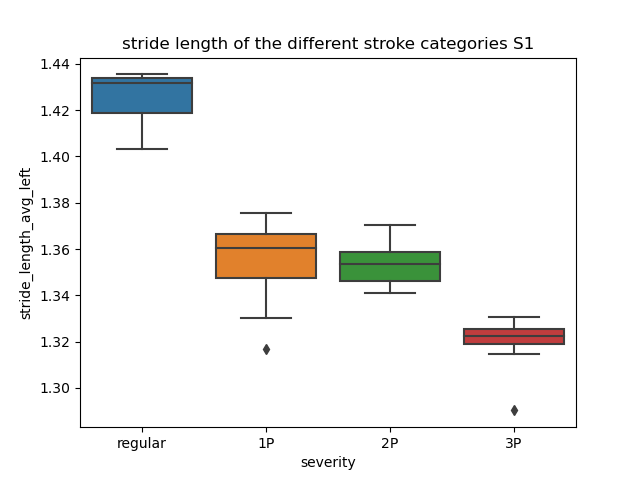 stride length of the different stroke categories S1
1.44
1.42
1.40
1.38
1.36
1.34
1.32
1.30
stride_length_avg_left
regular 1P 2P 3P
severity